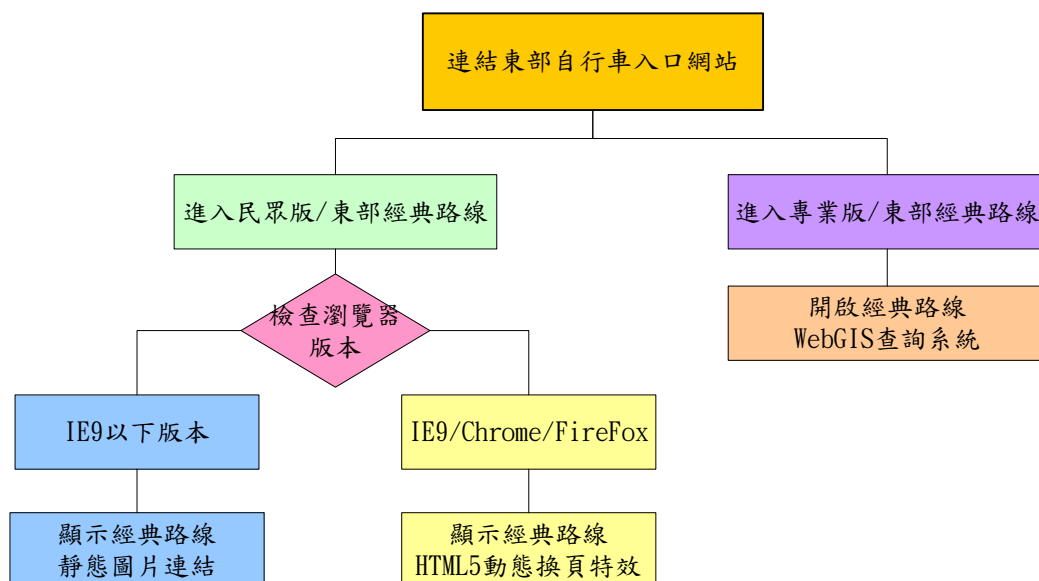 連結東部自行車入口網站
進入民眾版/東部經典路線
進入專業版/東部經典路線
檢查瀏覽器
版本
開啟經典路線
WebGIS查詢系統
IE9以下版本
IE9/Chrome/FireFox
顯示經典路線
靜態圖片連結
顯示經典路線
HTML5動態換頁特效